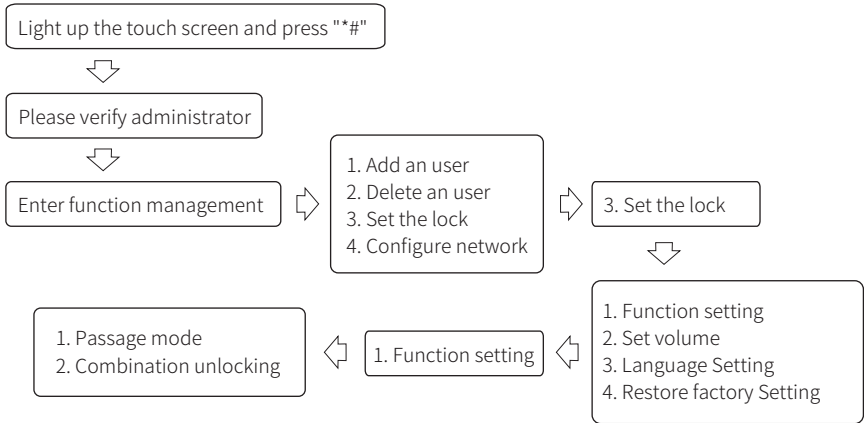 Light up the touch screen and press "*#"
Please verify administrator
Enter function management
1. Add an user
2. Delete an user
3. Set the lock
4. Configure network
3. Set the lock
1. Function setting
2. Set volume
3. Language Setting
4. Restore factory Setting
1. Function setting
1. Passage mode
2. Combination unlocking